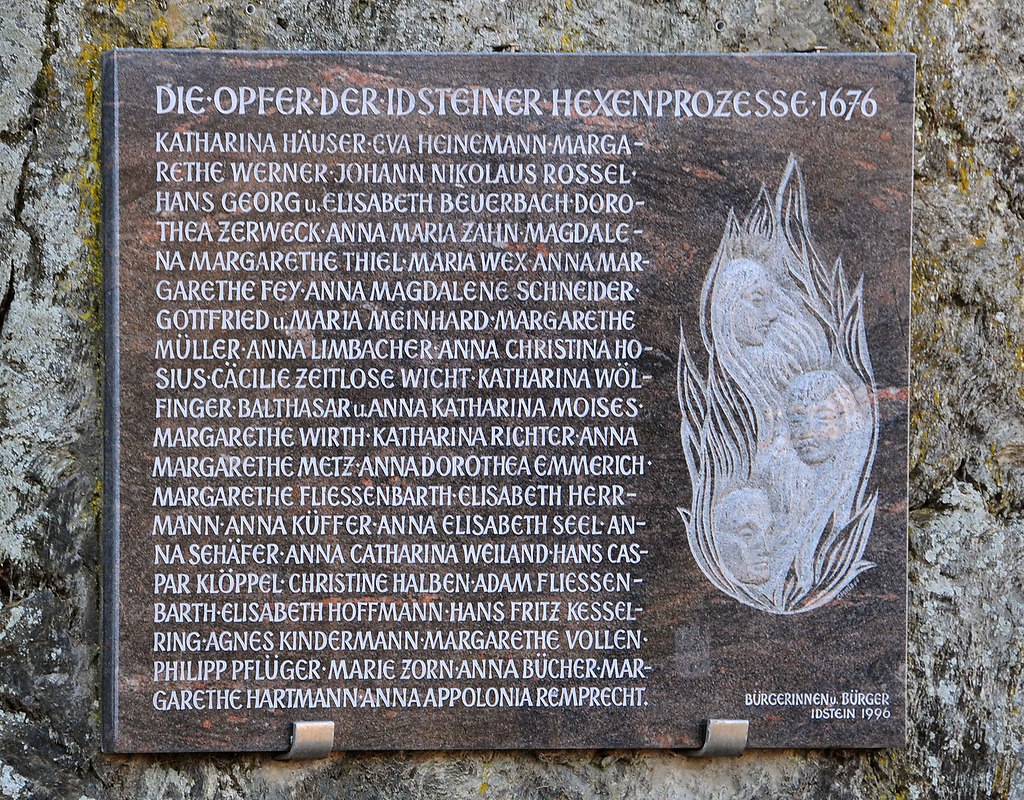 DIE·OPFER·DER·IDSTEINER·HEXENPROZESSE·1676
KATHARINA HÄUSER·EVA HEINEMANN·MARGA-
RETHE WERNER·JOHANN NIKOLAUS ROSSEL·
HANS GEORG u. ELISABETH BEUERBACH·DORO-
THEA ZERWECK·ANNA MARIA ZAHN·MAGDALE-
NA MARGARETHE THIEL·MARIA WEX·ANNA MAR-
GARETHE FEY·ANNA MAGDALENE SCHNEIDER·
GOTTFRIED u. MARIA MEINHARD·MARGARETHE
MÜLLER·ANNA LIMBACHER·ANNA CHRISTINA HO-
SIUS·CÄCILIE ZEITLOSE WICHT·KATHARINA WÖL-
FINGER·BALTHASAR u. ANNA KATHARINA MOISES·
MARGARETHE WIRTH·KATHARINA RICHTER·ANNA
MARGARETHE METZ·ANNA DOROTHEA EMMERICH·
MARGARETHE FLIESSENBARTH·ELISABETH HERR-
MANN·ANNA KÜFFER·ANNA ELISABETH SEEL·AN-
NA SEHÄFER·ANNA CATHARINA WEILAND·HANS CAS-
PAR KLÖPPEL·CHRISTINE HALBEN·ADAM FLIESSEN-
BARTH·ELISABETH HOFFMANN·HANS FRITZ KESSEL-
RING·AGNES KINDERMANN·MARGARETHE VOLLEN·
PHILIPP PFLÜGER·MARIE ZORN·ANNA BÜCHER·MAR-
GARETHE HARTMANN·ANNA APPOLONIA REMPRECHT.
BÜRGERINNEN u. BÜRGER
IDSTEIN 1996